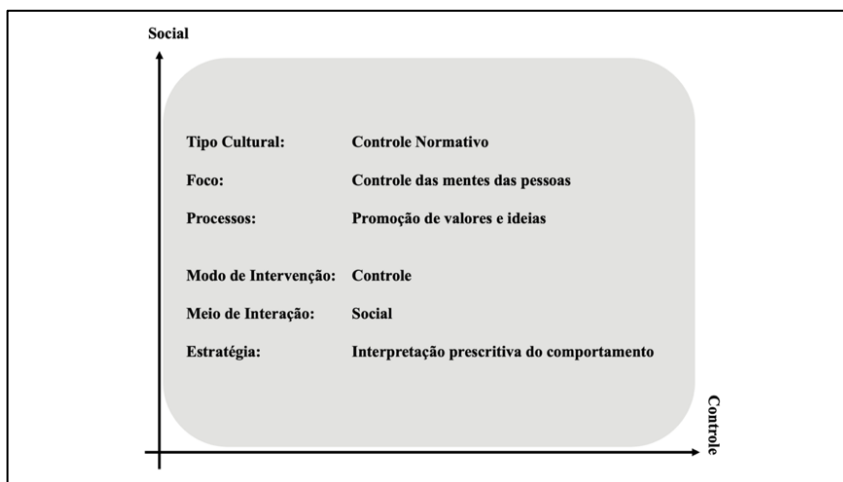 Social
Tipo Cultural: Controle Normativo
Foco: Controle das mentes das pessoas
Processos: Promoção de valores e ideias
Modo de Intervenção: Controle
Meio de Interação: Social
Estratégia: Interpretação prescritiva do comportamento
Controle